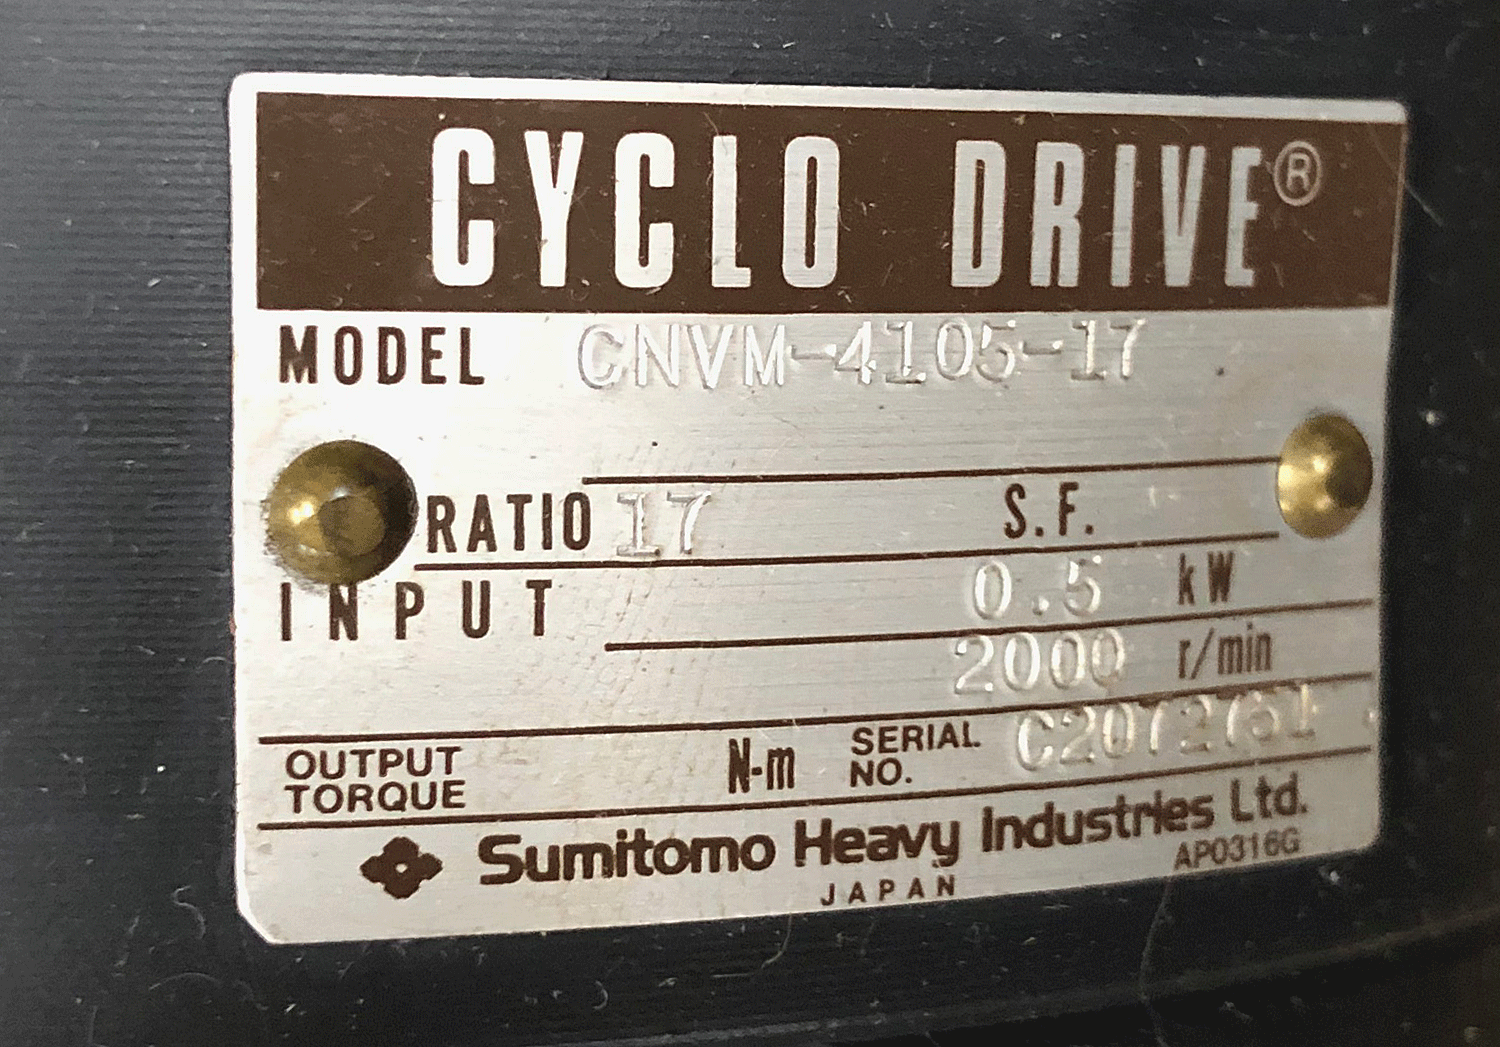 CYCLO DRIVE®
MODEL CNVM-4105-17
RATIO 17 S.F.
INPUT 0.5 kW
2000 r/min
OUTPUT TORQUE N-m SERIAL NO.
Sumitomo Heavy Industries Ltd.
JAPAN AP0316G